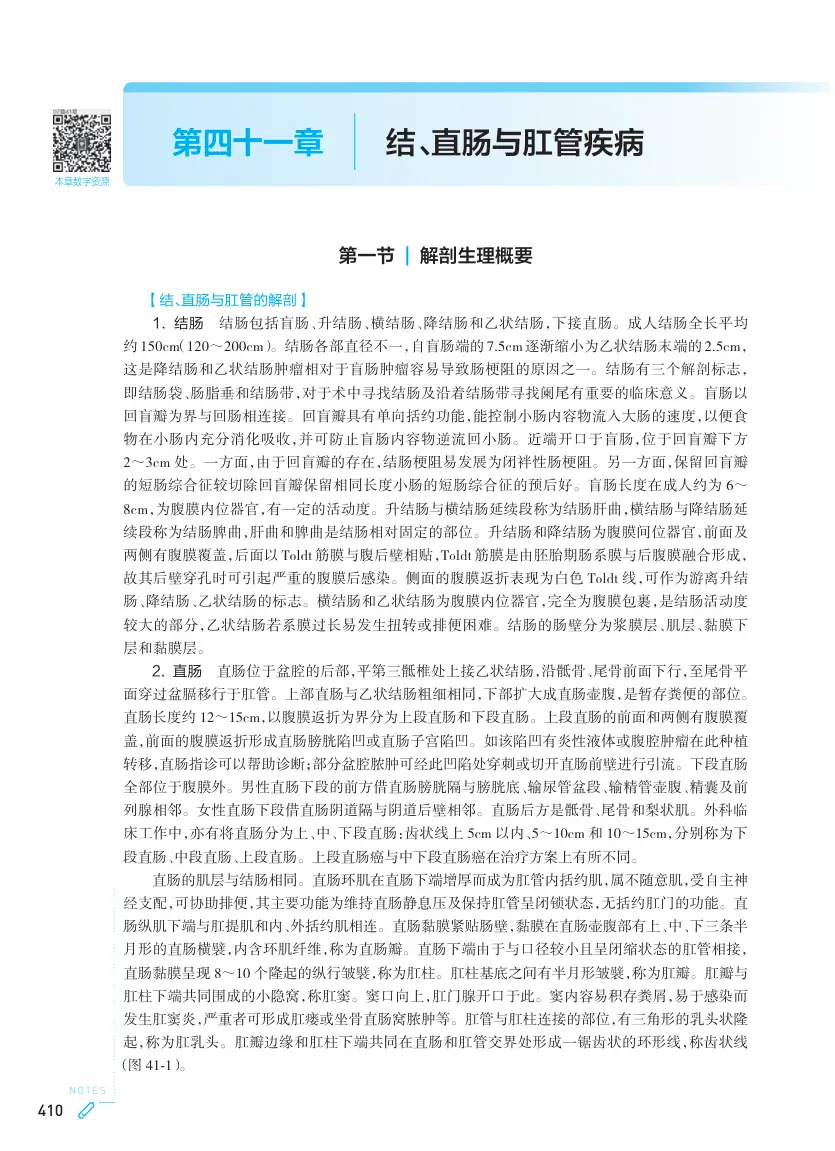 本章数字资源
第四十一章
结、直肠与肛管疾病
第一节 | 解剖生理概要
【结、直肠与肛管的解剖】
1. 结肠 结肠包括盲肠、升结肠、横结肠、降结肠和乙状结肠,下接直肠。成人结肠全长平均
约150cm(120～200cm)。结肠各部直径不一,自盲肠端的7.5cm逐渐缩小为乙状结肠末端的2.5cm,
这是降结肠和乙状结肠肿瘤相对于盲肠肿瘤容易导致肠梗阻的原因之一。结肠有三个解剖标志,
即结肠袋、肠脂垂和结肠带,对于术中寻找结肠及沿着结肠带寻找阑尾有重要的临床意义。盲肠以
回盲瓣为界与回肠相连接。回盲瓣具有单向括约功能,能控制小肠内容物流入大肠的速度,以便食
物在小肠内充分消化吸收,并可防止盲肠内容物逆流回小肠。近端开口于盲肠,位于回盲瓣下方
2～3cm处。一方面,由于回盲瓣的存在,结肠梗阻易发展为闭袢性肠梗阻。另一方面,保留回盲瓣
的短肠综合征较切除回盲瓣保留相同长度小肠的短肠综合征的预后好。盲肠长度在成人约为6～
8cm,为腹膜内位器官,有一定的活动度。升结肠与横结肠延续段称为结肠肝曲,横结肠与降结肠延
续段称为结肠脾曲,肝曲和脾曲是结肠相对固定的部位。升结肠和降结肠为腹膜间位器官,前面及
两侧有腹膜覆盖,后面以Toldt筋膜与腹后壁相贴,Toldt筋膜是由胚胎期肠系膜与后腹膜融合形成,
故其后壁穿孔时可引起严重的腹膜后感染。侧面的腹膜返折表现为白色Toldt线,可作为游离升结
肠、降结肠、乙状结肠的标志。横结肠和乙状结肠为腹膜内位器官,完全为腹膜包裹,是结肠活动度
较大的部分,乙状结肠若系膜过长易发生扭转或排便困难。结肠的肠壁分为浆膜层、肌层、黏膜下
层和黏膜层。
2. 直肠 直肠位于盆腔的后部,平第三骶椎处上接乙状结肠,沿骶骨、尾骨前面下行,至尾骨平
面穿过盆膈移行于肛管。上部直肠与乙状结肠粗细相同,下部扩大成直肠壶腹,是暂存粪便的部位。
直肠长度约12～15cm,以腹膜返折为界分为上段直肠和下段直肠。上段直肠的前面和两侧有腹膜覆
盖,前面的腹膜返折形成直肠膀胱陷凹或直肠子宫陷凹。如该陷凹有炎性液体或腹腔肿瘤在此种植
转移,直肠指诊可以帮助诊断;部分盆腔脓肿可经此凹陷处穿刺或切开直肠前壁进行引流。下段直肠
全部位于腹膜外。男性直肠下段的前方借直肠膀胱隔与膀胱底、输尿管盆段、输精管壶腹、精囊及前
列腺相邻。女性直肠下段借直肠阴道隔与阴道后壁相邻。直肠后方是骶骨、尾骨和梨状肌。外科临
床工作中,亦有将直肠分为上、中、下段直肠:齿状线上5cm以内、5～10cm和10～15cm,分别称为下
段直肠、中段直肠、上段直肠。上段直肠癌与中下段直肠癌在治疗方案上有所不同。
直肠的肌层与结肠相同。直肠环肌在直肠下端增厚而成为肛管内括约肌,属不随意肌,受自主神
经支配,可协助排便,其主要功能为维持直肠静息压及保持肛管呈闭锁状态,无括约肛门的功能。直
肠纵肌下端与肛提肌和内、外括约肌相连。直肠黏膜紧贴肠壁,黏膜在直肠壶腹部有上、中、下三条半
月形的直肠横襞,内含环肌纤维,称为直肠瓣。直肠下端由于与口径较小且呈闭缩状态的肛管相接,
直肠黏膜呈现8～10个隆起的纵行皱襞,称为肛柱。肛柱基底之间有半月形皱襞,称为肛瓣。肛瓣与
肛柱下端共同围成的小隐窝,称肛窦。窦口向上,肛门腺开口于此。窦内容易积存粪屑,易于感染而
发生肛窦炎,严重者可形成肛瘘或坐骨直肠窝脓肿等。肛管与肛柱连接的部位,有三角形的乳头状隆
起,称为肛乳头。肛瓣边缘和肛柱下端共同在直肠和肛管交界处形成一锯齿状的环形线,称齿状线
(图41-1)。
NOTES
410